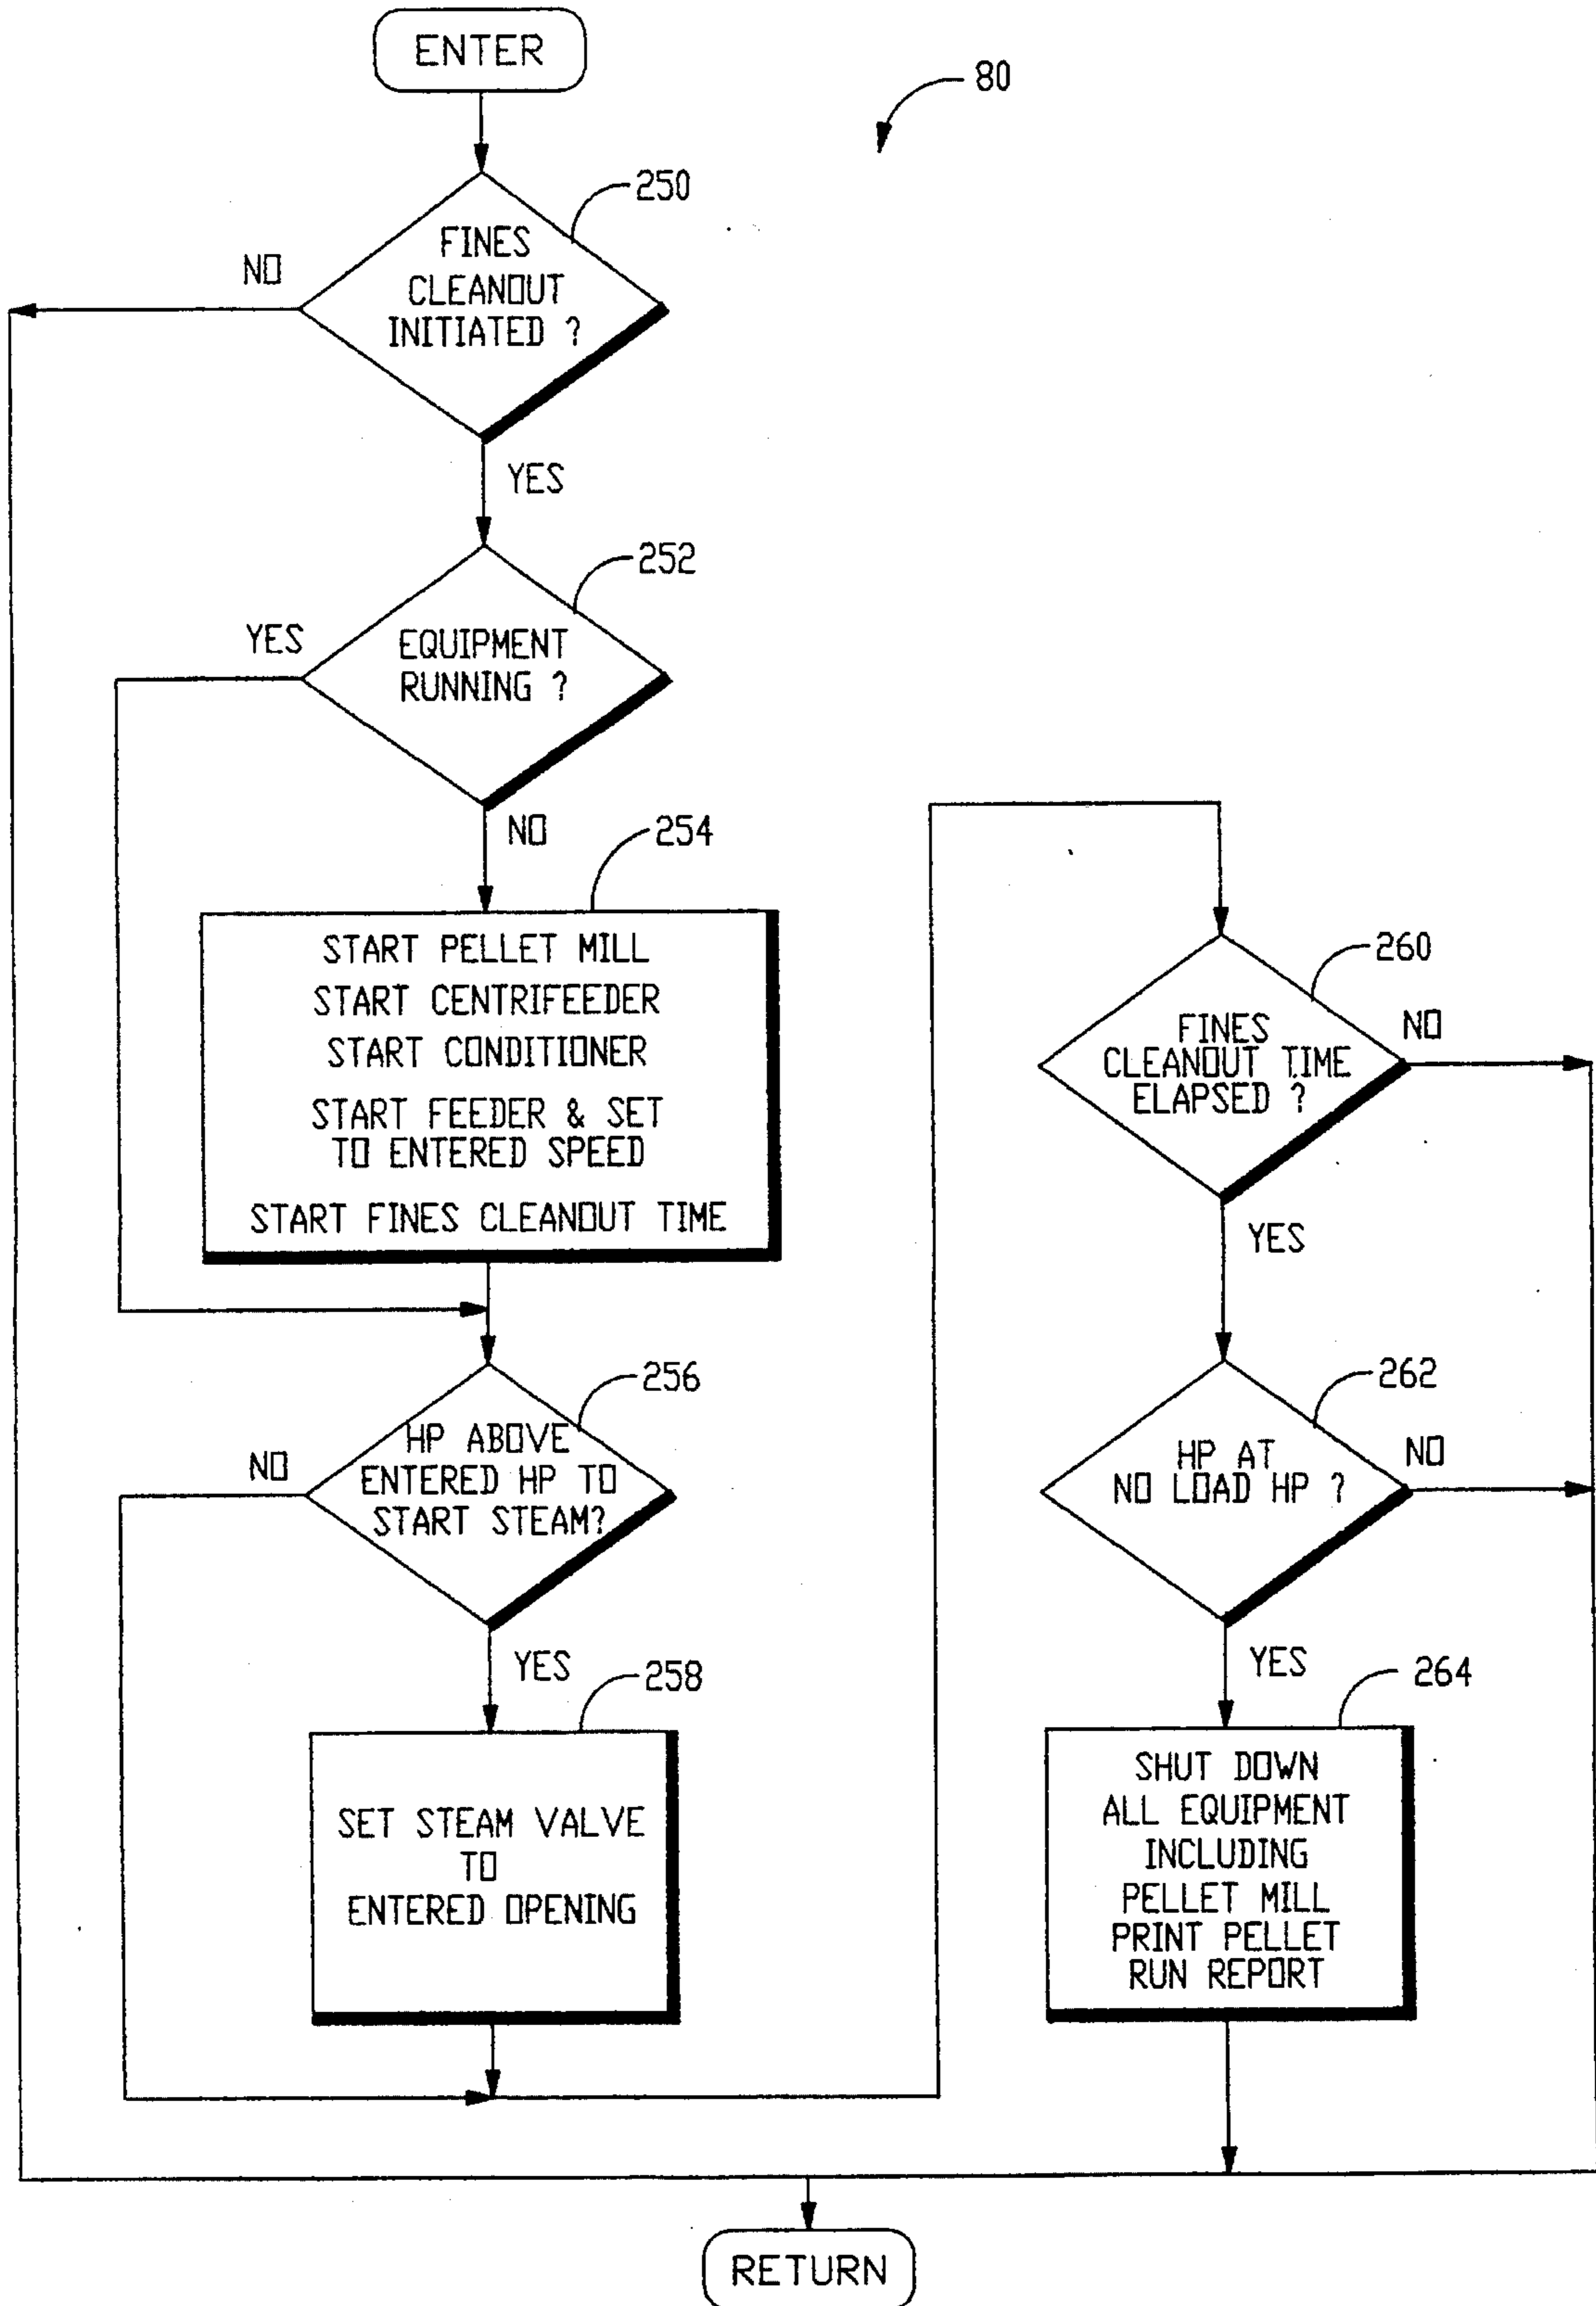 ENTER
80
250
FINES
CLEANOUT
INITIATED ?
NO
YES
252
EQUIPMENT
RUNNING ?
YES
NO
254
START PELLET MILL
START CENTRIFEEDER
START CONDITIONER
START FEEDER & SET
TO ENTERED SPEED
START FINES CLEANOUT TIME
256
HP ABOVE
ENTERED HP TO
START STEAM?
NO
YES
258
SET STEAM VALVE
TO
ENTERED OPENING
260
FINES
CLEANOUT TIME
ELAPSED ?
NO
YES
262
HP AT
NO LOAD HP ?
NO
YES
264
SHUT DOWN
ALL EQUIPMENT
INCLUDING
PELLET MILL
PRINT PELLET
RUN REPORT
RETURN